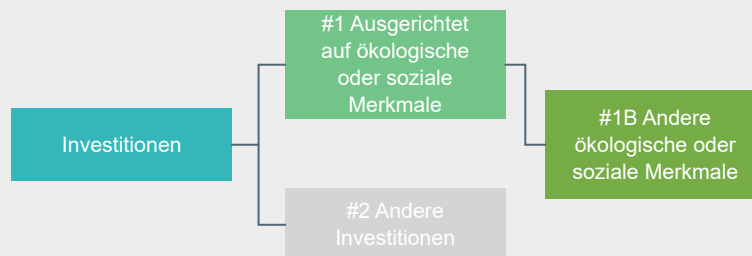 #1 Ausgerichtet
auf ökologische
oder soziale
Merkmale
Investitionen
#1B Andere
ökologische oder
soziale Merkmale
#2 Andere
Investitionen